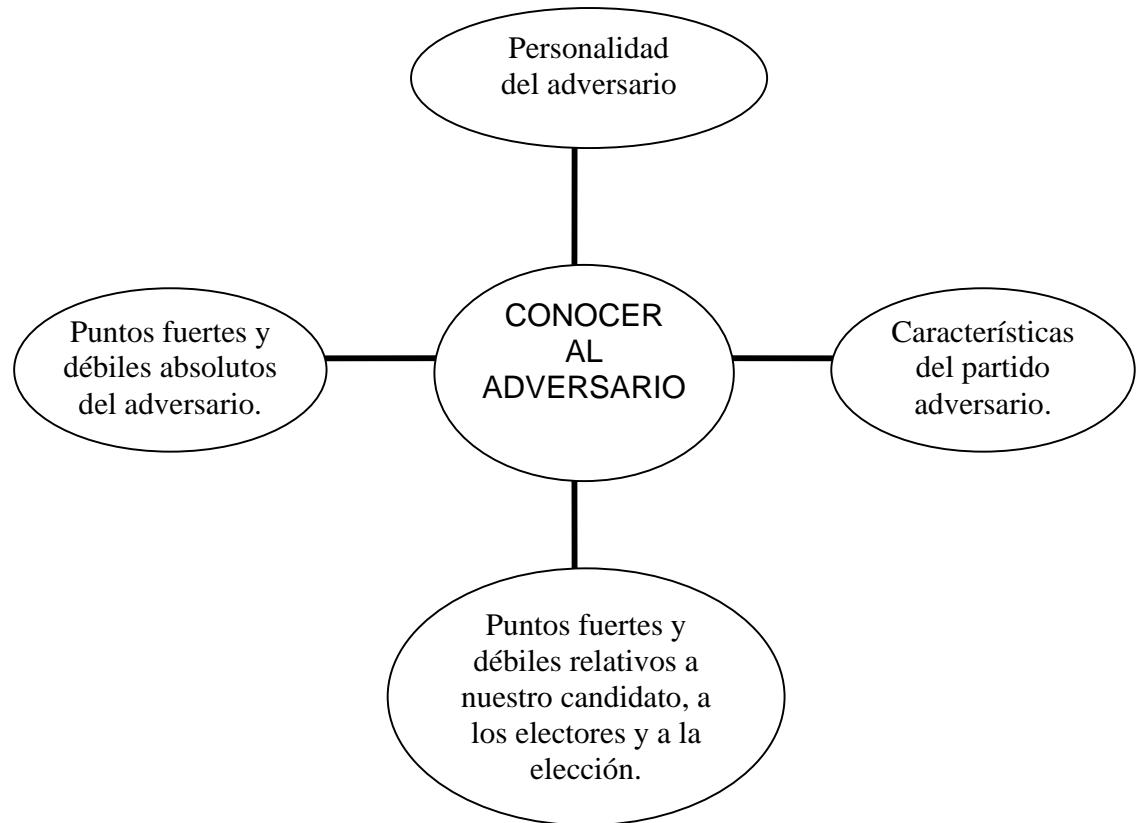 Personalidad
del adversario
Puntos fuertes y
débiles absolutos
del adversario.
CONOCER
AL
ADVERSARIO
Características
del partido
adversario.
Puntos fuertes y
débiles relativos a
nuestro candidato, a
los electores y a la
elección.